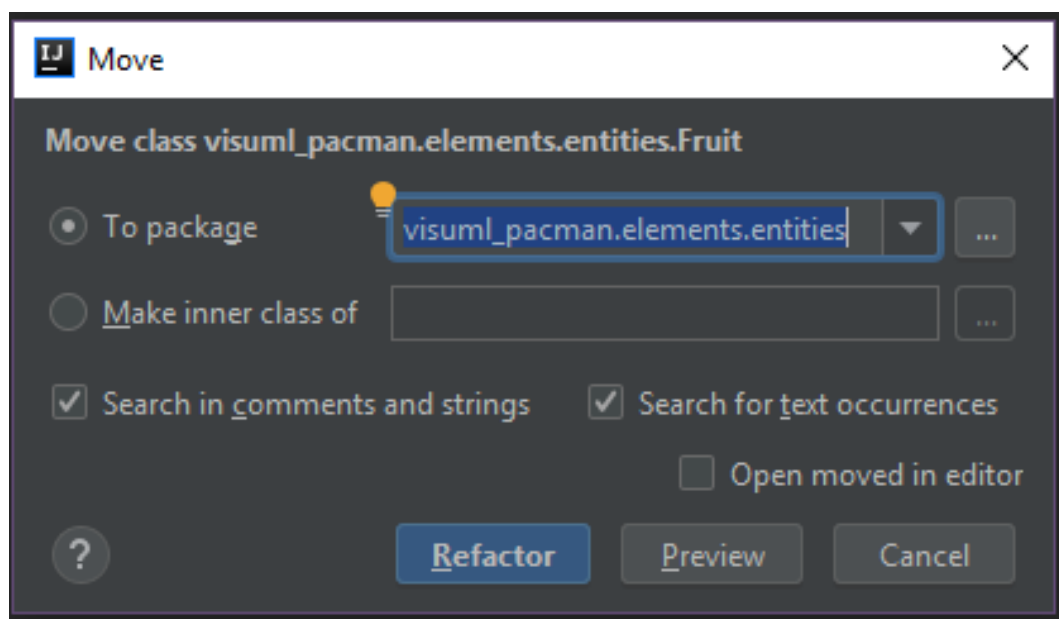 IJ Move
Move class visuml_pacman.elements.entities.Fruit
To package visuml_pacman.elements.entities ...
Make inner class of ...
Search in comments and strings Search for text occurrences
Open moved in editor
? Refactor Preview Cancel